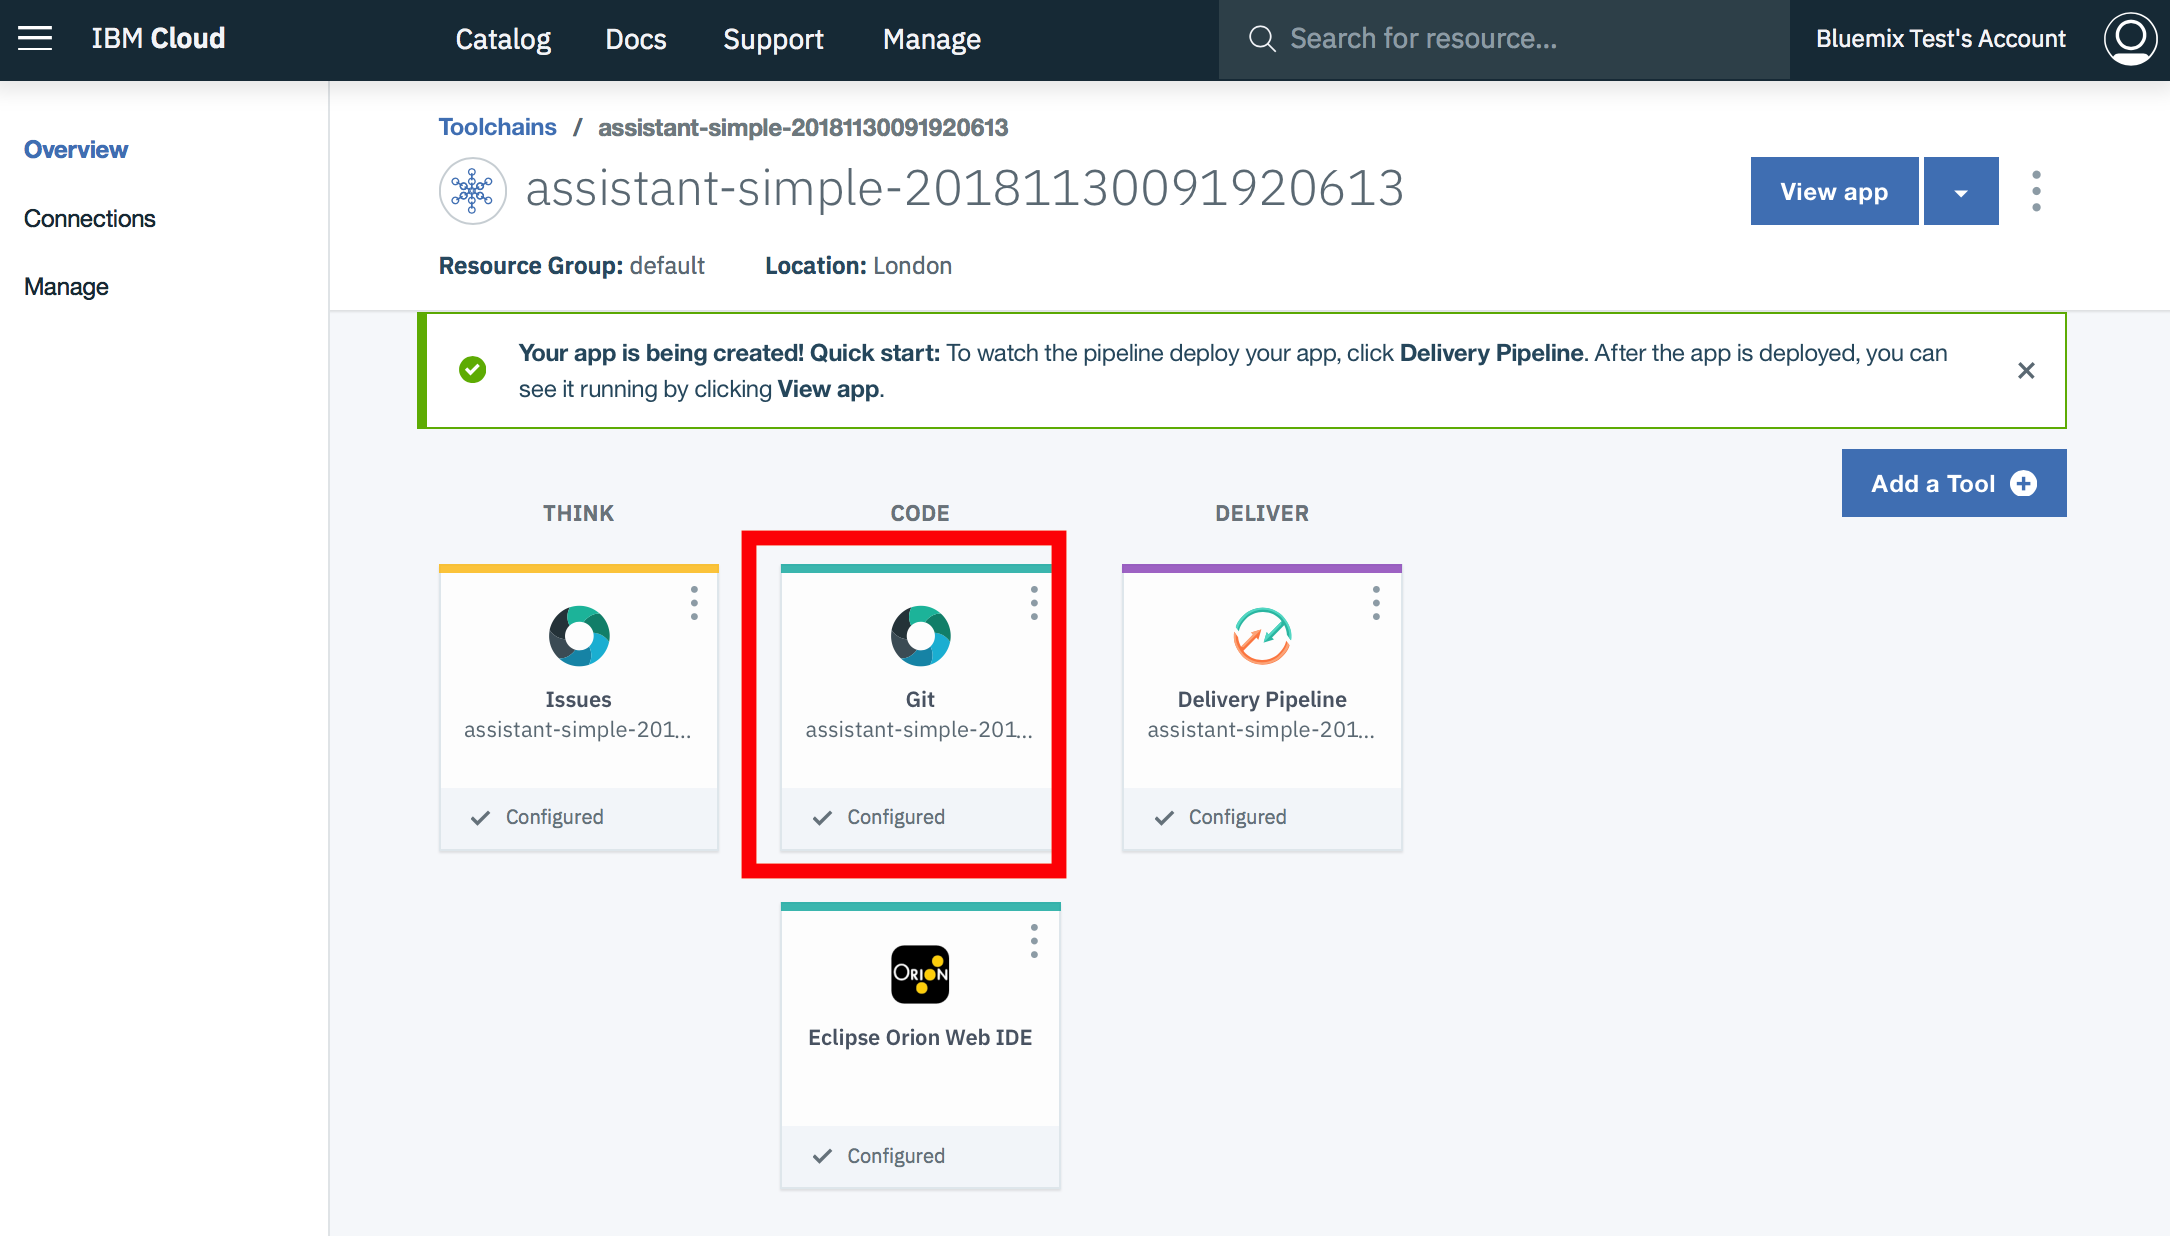 IBM Cloud
Catalog
Docs
Support
Manage
Search for resource...
Bluemix Test's Account
Overview
Connections
Manage
Toolchains / assistant-simple-20181130091920613
assistant-simple-20181130091920613
View app
Resource Group: default
Location: London
Your app is being created! Quick start: To watch the pipeline deploy your app, click Delivery Pipeline. After the app is deployed, you can
see it running by clicking View app.
Add a Tool
THINK
CODE
DELIVER
Issues
assistant-simple-201...
Configured
Git
assistant-simple-201...
Configured
Delivery Pipeline
assistant-simple-201...
Configured
ORION
Eclipse Orion Web IDE
Configured